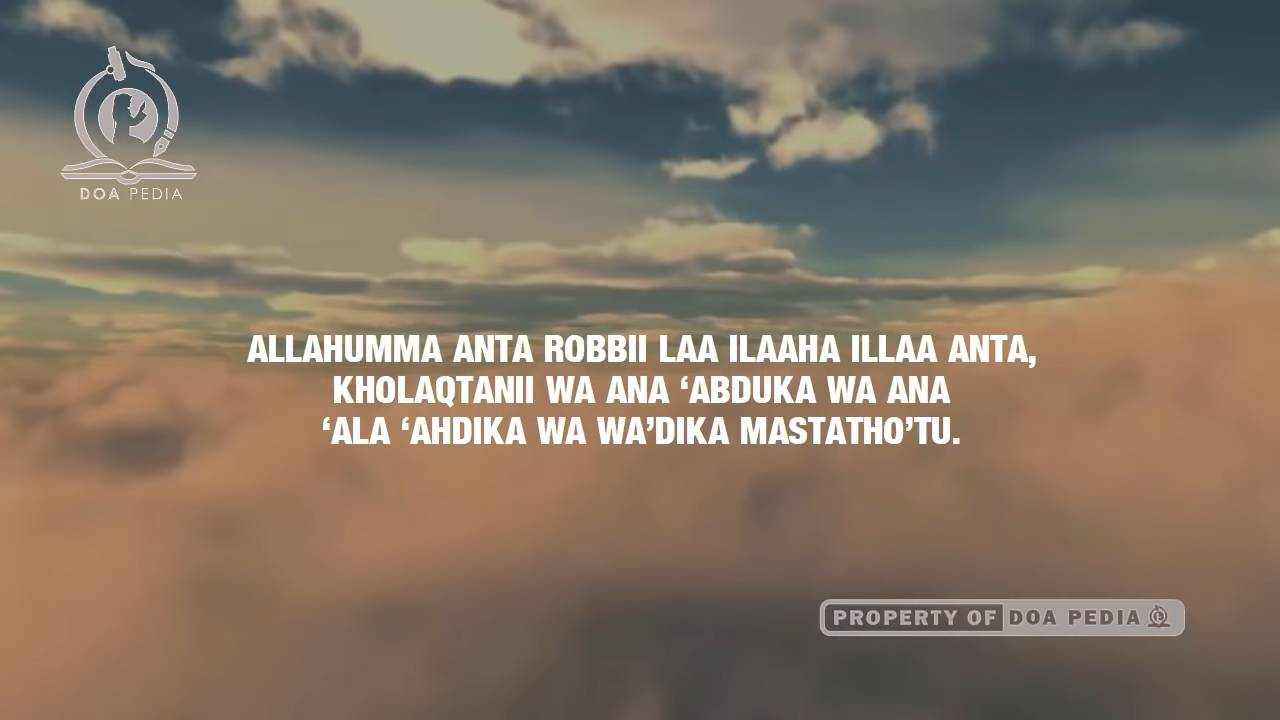 DOA PEDIA
ALLAHUMMA ANTA ROBBII LAA ILAAHA ILLAA ANTA,
KHOLAQTANII WA ANA ‘ABDUKA WA ANA
‘ALA ‘AHDIKA WA WA’DIKA MASTATHO’TU.
PROPERTY OF DOA PEDIA